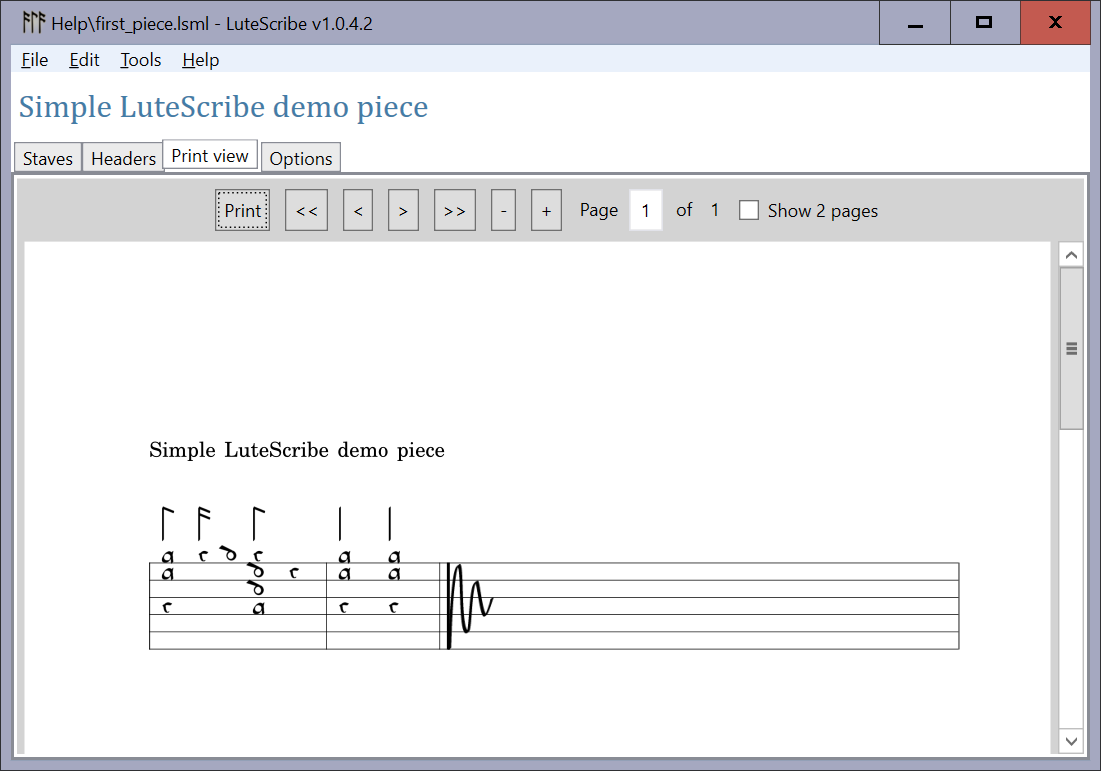 Help\first_piece.lsml - LuteScribe v1.0.4.2
File Edit Tools Help
Simple LuteScribe demo piece
Staves Headers Print view Options
Print << < > >> - + Page 1 of 1 Show 2 pages
Simple LuteScribe demo piece
a r d r a a
a d r a a
d
r a r r